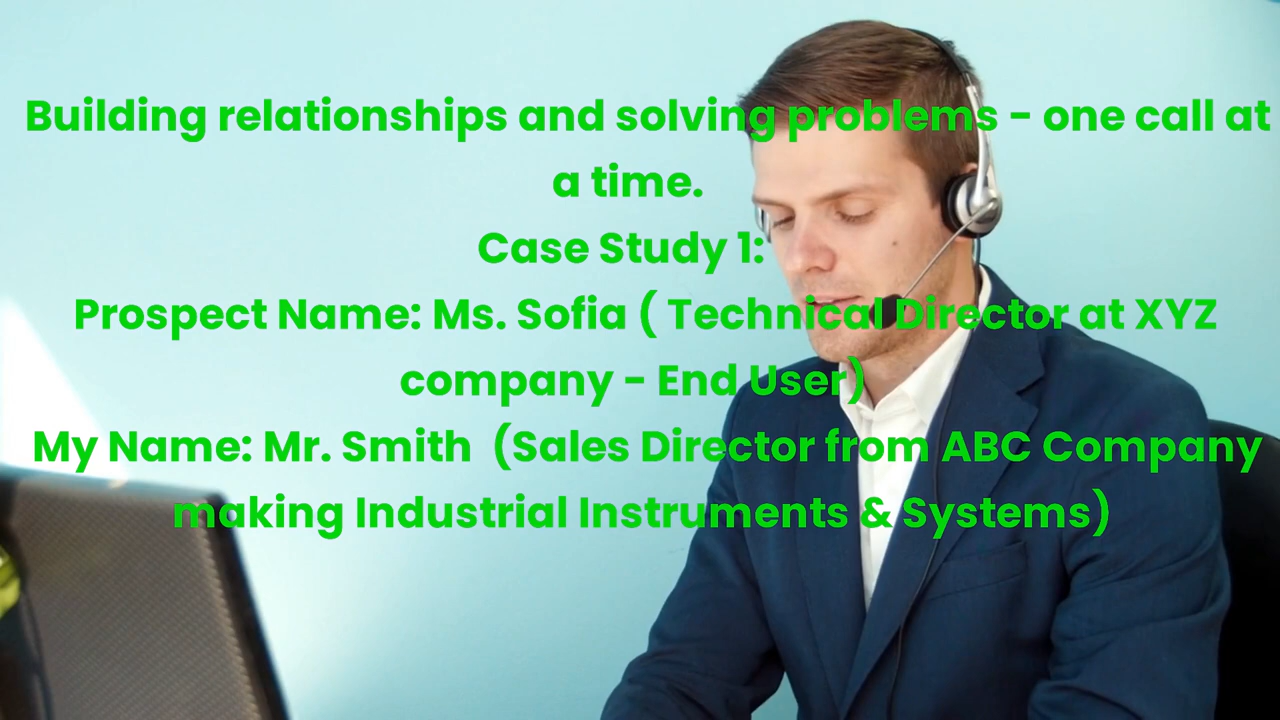 Building relationships and solving problems - one call at
a time.
Case Study 1:
Prospect Name: Ms. Sofia ( Technical Director at XYZ
company - End User)
My Name: Mr. Smith  (Sales Director from ABC Company
making Industrial Instruments & Systems)